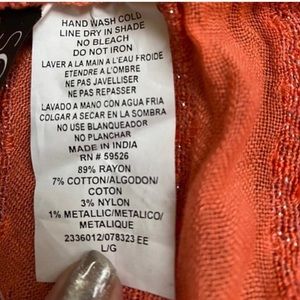 HAND WASH COLD
LINE DRY IN SHADE
NO BLEACH
DO NOT IRON
LAVER A LA MAIN A L'EAU FROIDE
ETENDRE A L'OMBRE
NE PAS JAVELLISER
NE PAS REPASSER
LAVADO A MANO CON AGUA FRIA
COLGAR A SECAR EN LA SOMBRA
NO USE BLANQUEADOR
NO PLANCHAR
MADE IN INDIA
RN # 59526
89% RAYON
7% COTTON/ALGODON/
COTON
3% NYLON
1% METALLIC/METALICO/
METALIQUE
2336012/078323 EE
L/G